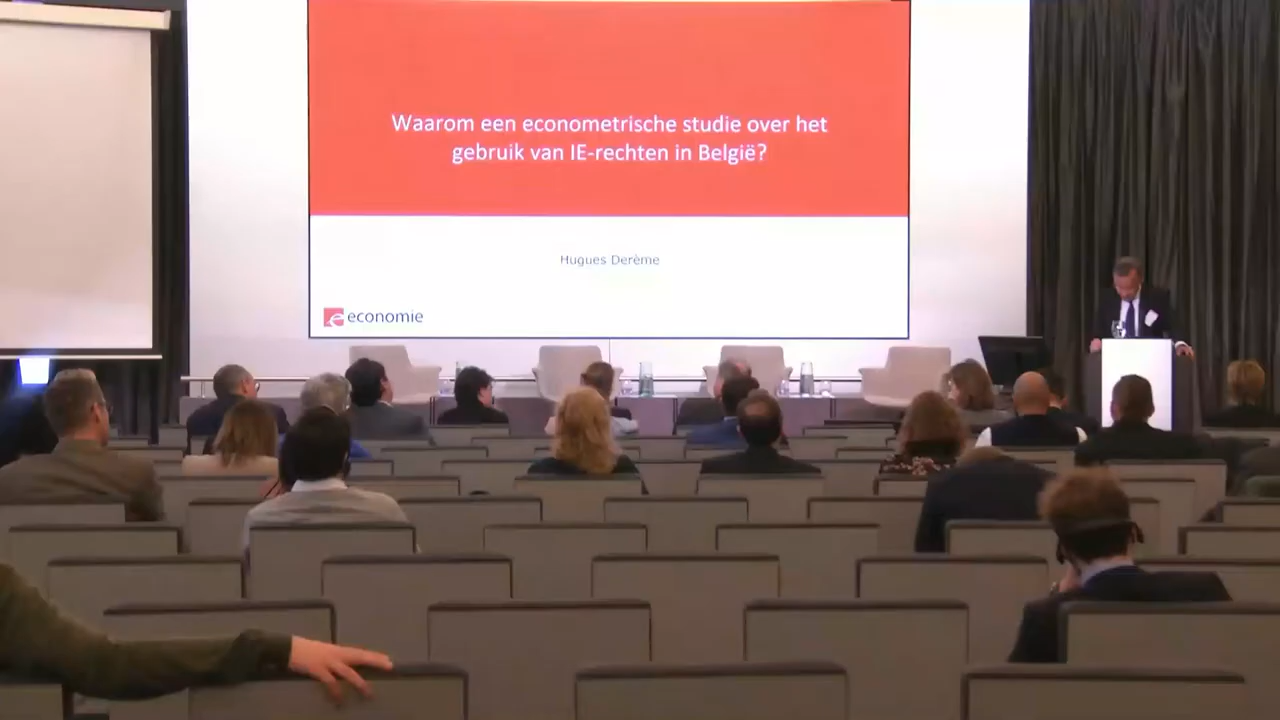 Waarom een econometrische studie over het
gebruik van IE-rechten in België?
Hugues Derème
economie